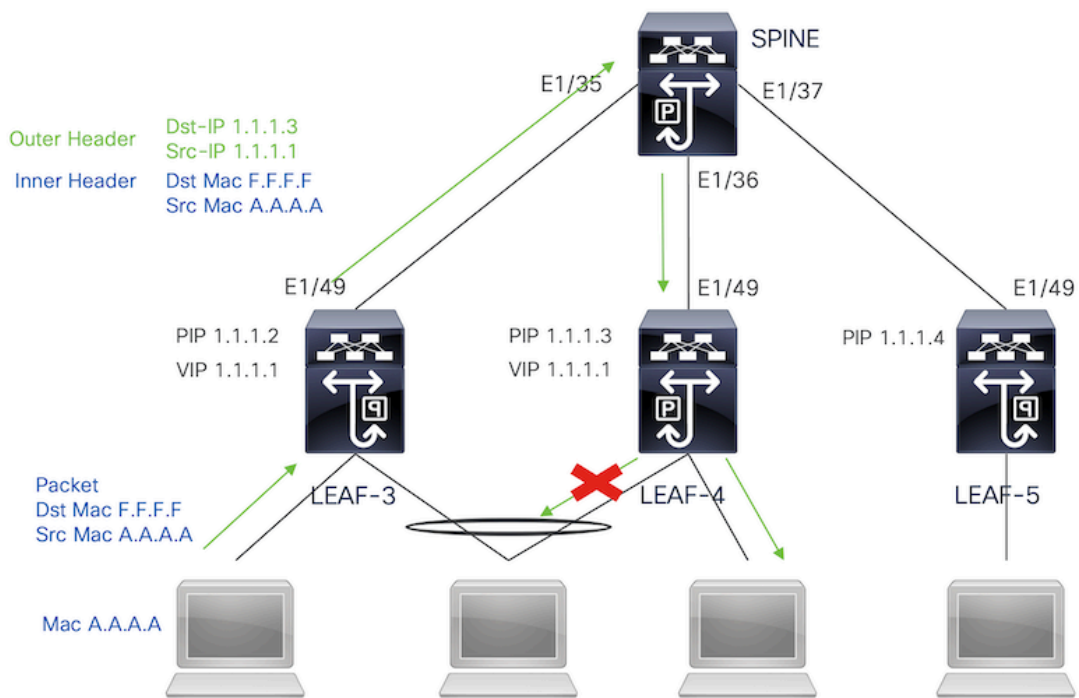 SPINE
E1/35
E1/37
Outer Header
Dst-IP 1.1.1.3
Src-IP 1.1.1.1
Inner Header
Dst Mac F.F.F.F
Src Mac A.A.A.A
P
E1/36
E1/49
E1/49
E1/49
PIP 1.1.1.2
VIP 1.1.1.1
PIP 1.1.1.3
VIP 1.1.1.1
PIP 1.1.1.4
P
P
P
Packet
Dst Mac F.F.F.F
Src Mac A.A.A.A
LEAF-3
LEAF-4
LEAF-5
Mac A.A.A.A